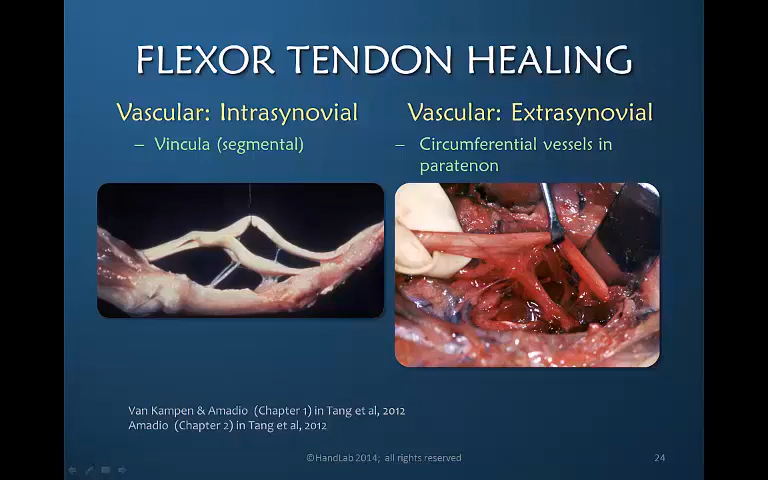 FLEXOR TENDON HEALING
Vascular: Intrasynovial
– Vincula (segmental)
Vascular: Extrasynovial
– Circumferential vessels in
paratenon
Van Kampen & Amadio (Chapter 1) in Tang et al, 2012
Amadio (Chapter 2) in Tang et al, 2012
©HandLab 2014; all rights reserved
24